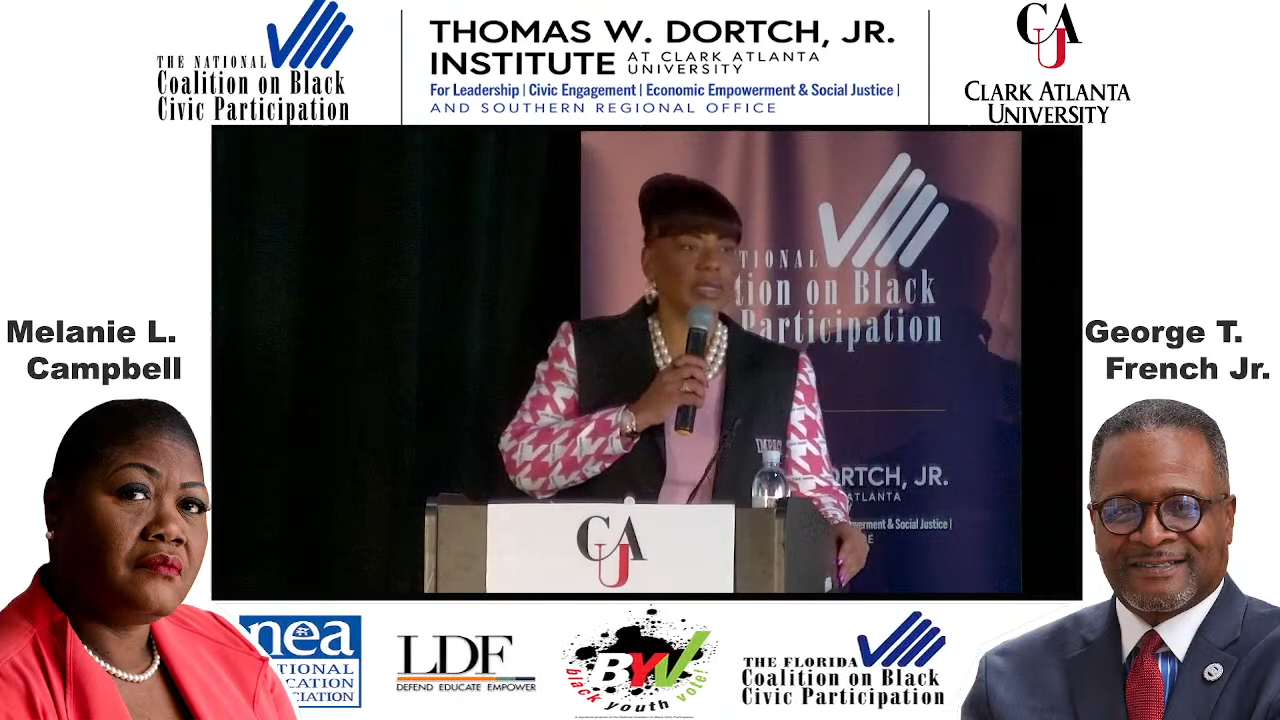 THE NATIONAL
Coalition on Black
Civic Participation
THOMAS W. DORTCH, JR.
INSTITUTE AT CLARK ATLANTA UNIVERSITY
For Leadership | Civic Engagement | Economic Empowerment & Social Justice |
AND SOUTHERN REGIONAL OFFICE
CAU
CLARK ATLANTA
UNIVERSITY
TIONAL
tion on Black
Participation
DORTCH, JR.
ATLANTA
werment & Social Justice |
CE
CAU
Melanie L.
Campbell
George T.
French Jr.
nea
TIONAL
CATION
OCIATION
LDF
DEFEND EDUCATE EMPOWER
BYV
black youth vote!
THE FLORIDA
Coalition on Black
Civic Participation